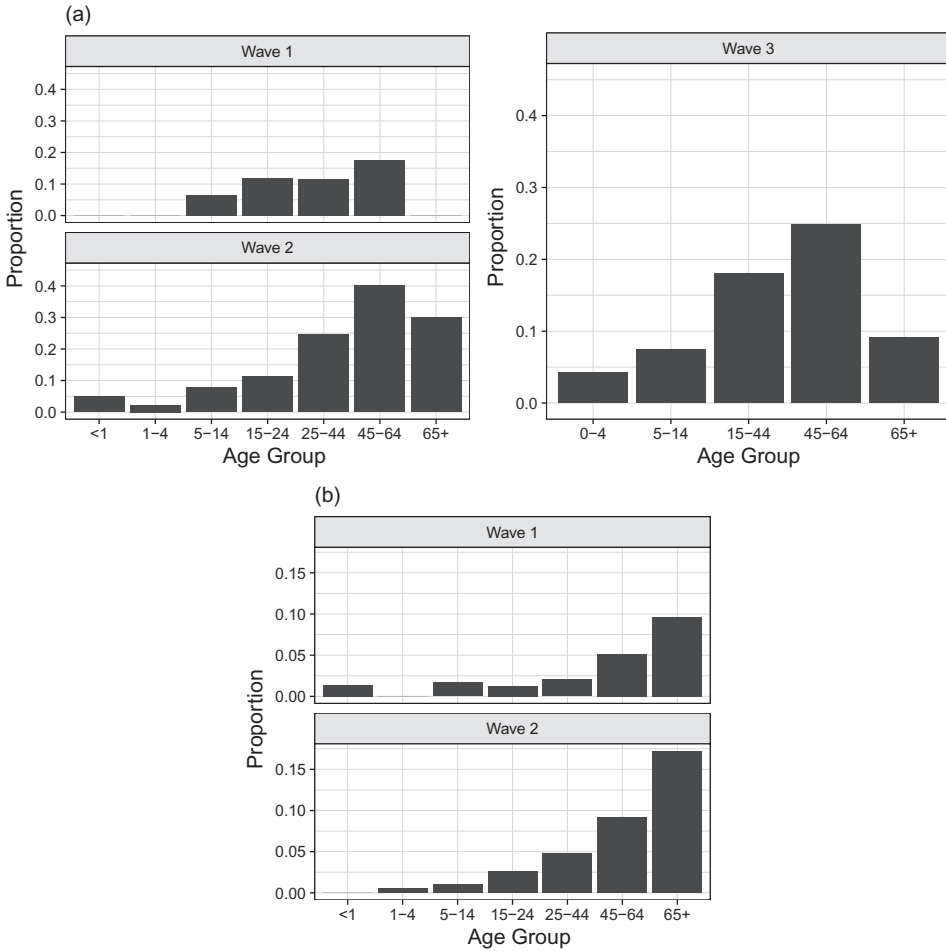 (a)
Wave 1
0.4
0.3
0.2
0.1
0.0
Wave 2
0.4
0.3
0.2
0.1
0.0
<1 1−4 5−14 15−24 25−44 45−64 65+
Age Group
Proportion
Wave 3
0.4
0.3
0.2
0.1
0.0
0−4 5−14 15−44 45−64 65+
Age Group
Proportion
(b)
Wave 1
0.15
0.10
0.05
0.00
Wave 2
0.15
0.10
0.05
0.00
<1 1−4 5−14 15−24 25−44 45−64 65+
Age Group
Proportion